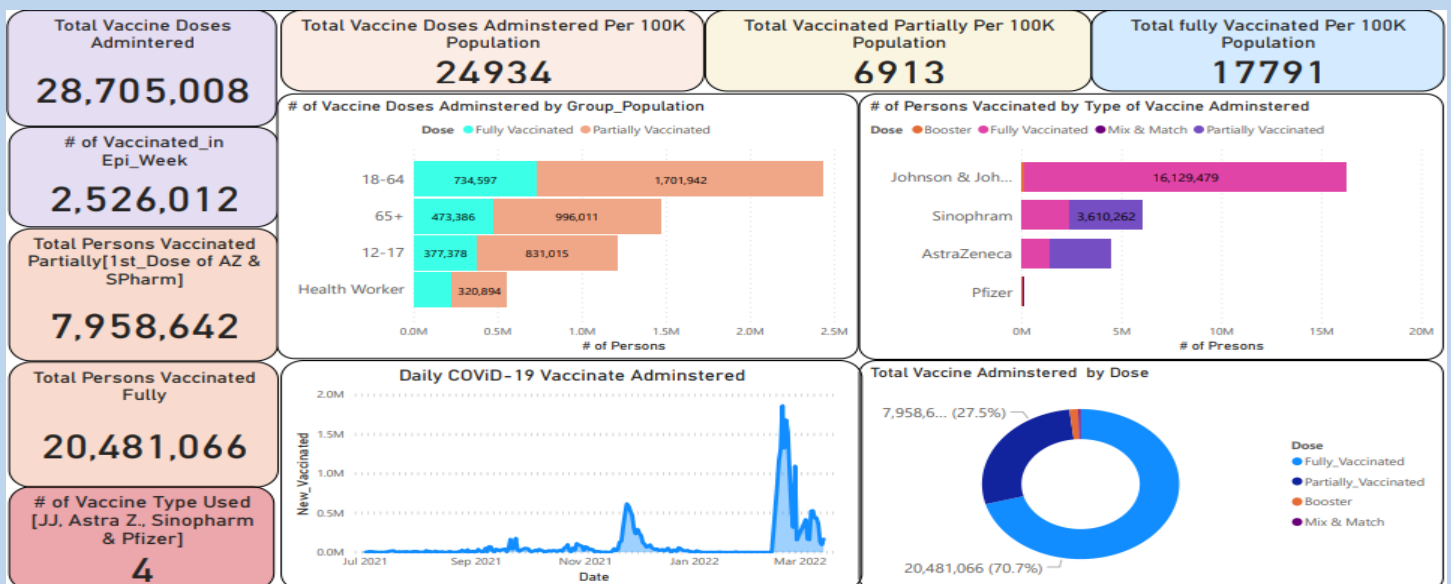 Total Vaccine Doses
Admintered
28,705,008
Total Vaccine Doses Adminstered Per 100K
Population
24934
Total Vaccinated Partially Per 100K
Population
6913
Total fully Vaccinated Per 100K
Population
17791
# of Vaccinated_in
Epi_Week
2,526,012
Total Persons Vaccinated
Partially[1st_Dose of AZ &
SPharm]
7,958,642
Total Persons Vaccinated
Fully
20,481,066
# of Vaccine Type Used
[JJ, Astra Z., Sinopharm
& Pfizer]
4
# of Vaccine Doses Adminstered by Group_Population
Dose Fully Vaccinated Partially Vaccinated
18-64 734,597 1,701,942
65+ 473,386 996,011
12-17 377,378 831,015
Health Worker 320,894
0.0M 0.5M 1.0M 1.5M 2.0M 2.5M
# of Persons
# of Persons Vaccinated by Type of Vaccine Adminstered
Dose Booster Fully Vaccinated Mix & Match Partially Vaccinated
Johnson & Joh... 16,129,479
Sinophram 3,610,262
AstraZeneca
Pfizer
0M 5M 10M 15M 20M
# of Presons
Daily COViD-19 Vaccinate Adminstered
New_Vaccinated
2.0M
1.5M
1.0M
0.5M
0.0M
Jul 2021 Sep 2021 Nov 2021 Jan 2022 Mar 2022
Date
Total Vaccine Adminstered by Dose
7,958,6... (27.5%)
20,481,066 (70.7%)
Dose
Fully_Vaccinated
Partially_Vaccinated
Booster
Mix & Match